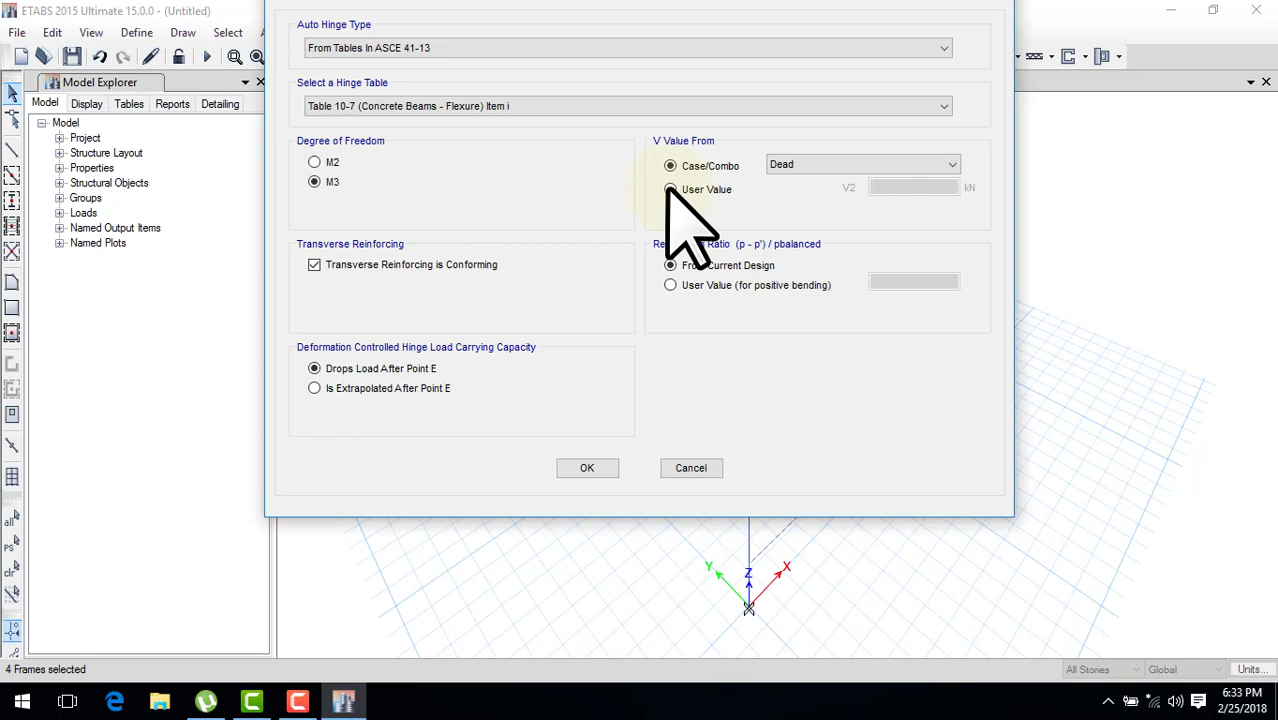 ETABS 2015 Ultimate 15.0.0 - (Untitled)
File Edit View Define Draw Select
Model Explorer
Model Display Tables Reports Detailing
Model
Project
Structure Layout
Properties
Structural Objects
Groups
Loads
Named Output Items
Named Plots
all
PS
clr
Auto Hinge Type
From Tables In ASCE 41-13
Select a Hinge Table
Table 10-7 (Concrete Beams - Flexure) Item i
Degree of Freedom
M2
M3
V Value From
Case/Combo Dead
User Value V2 kN
Transverse Reinforcing
Transverse Reinforcing is Conforming
Ratio (p - p') / pbalanced
Current Design
User Value (for positive bending)
Deformation Controlled Hinge Load Carrying Capacity
Drops Load After Point E
Is Extrapolated After Point E
OK Cancel
Y Z X
4 Frames selected All Stories Global Units...
6:33 PM
2/25/2018